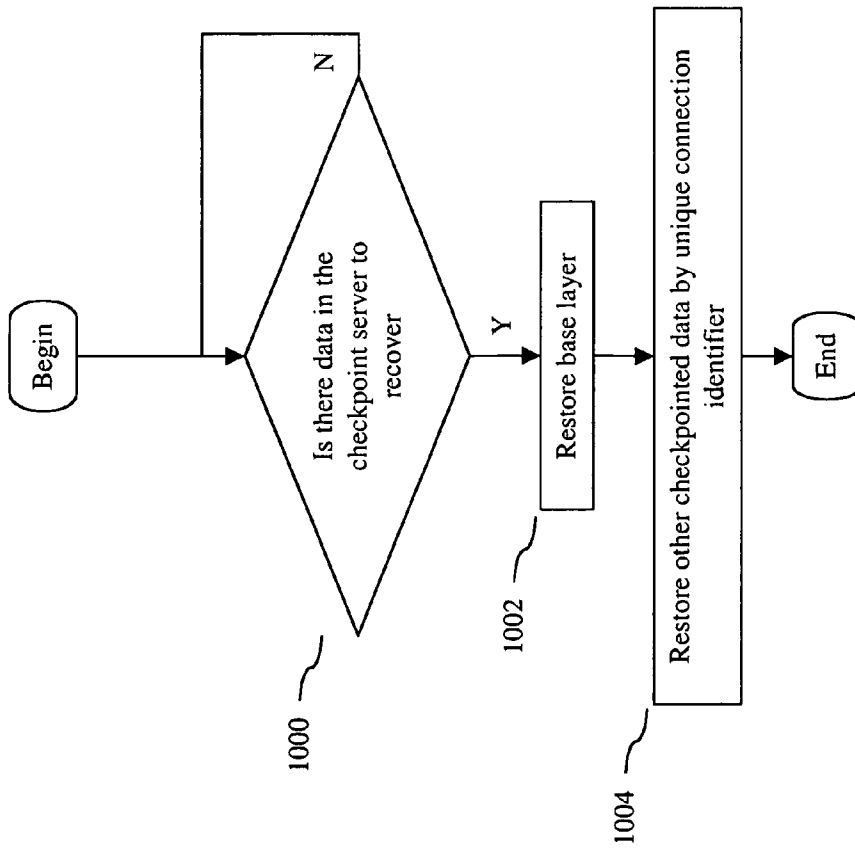 Begin
Is there data in the
checkpoint server to
recover
N
1000
Y
Restore base layer
1002
Restore other checkpointed data by unique connection
identifier
1004
End